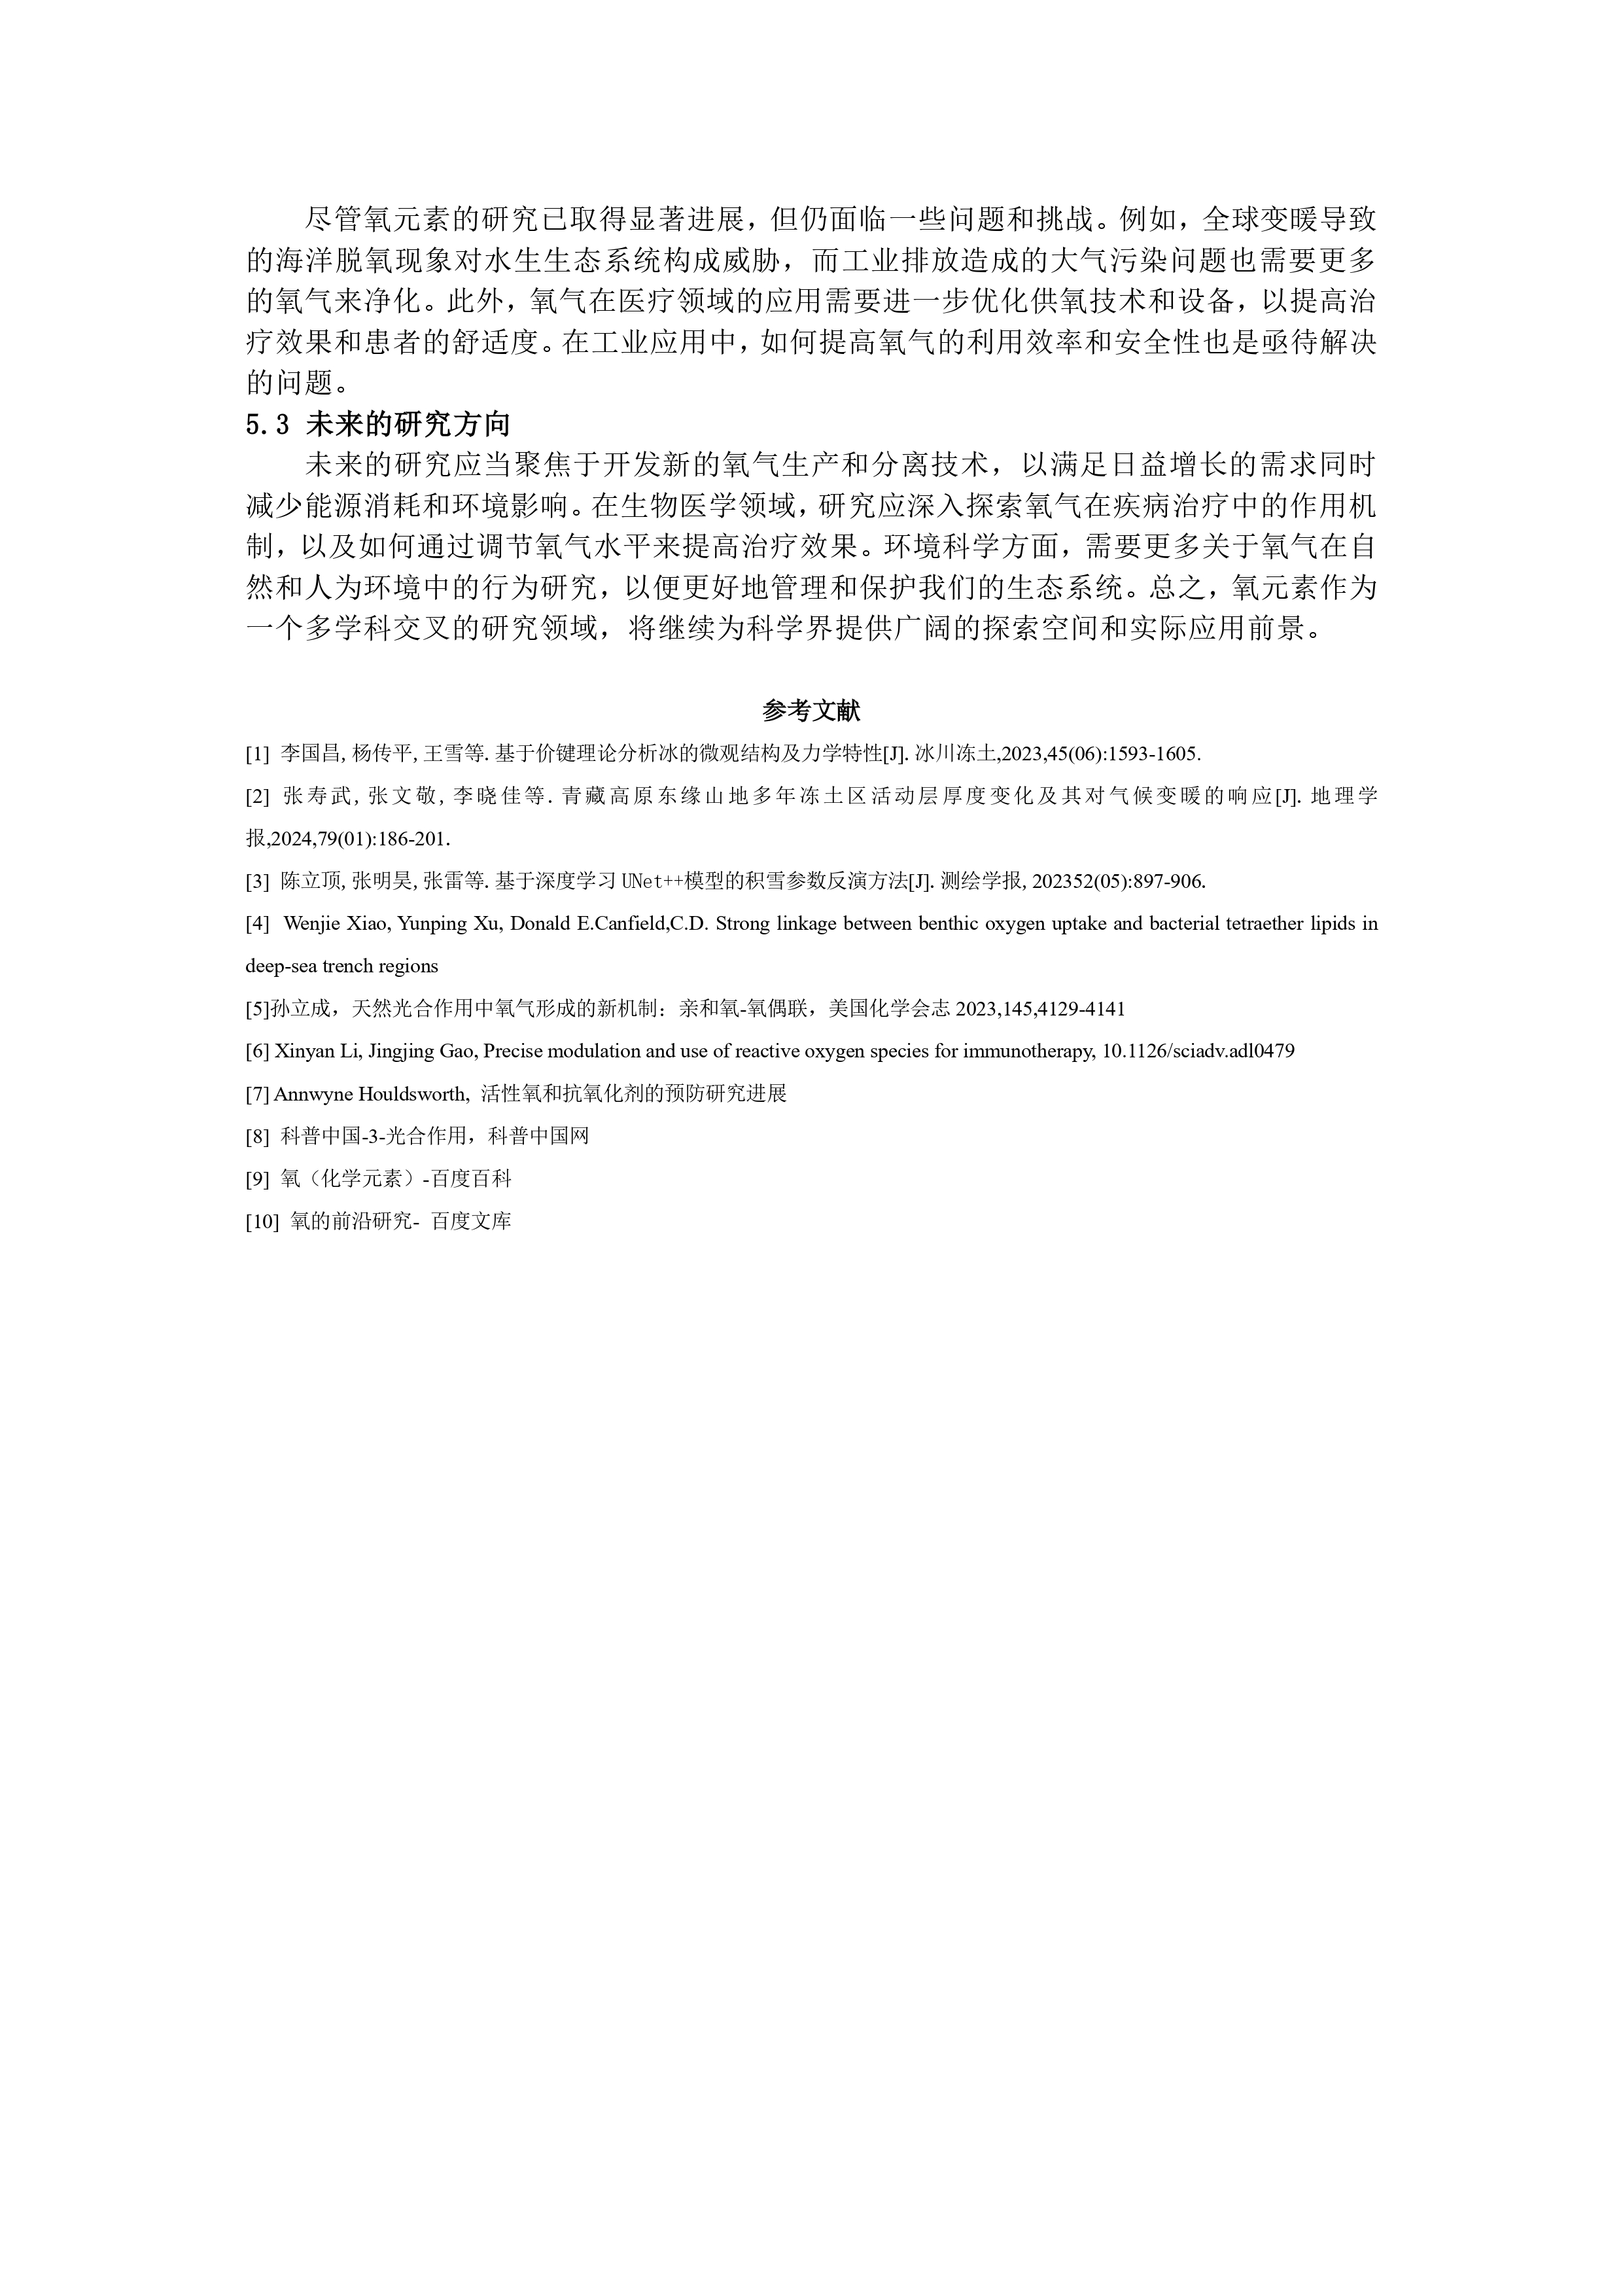 尽管氧元素的研究已取得显著进展，但仍面临一些问题和挑战。例如，全球变暖导致
的海洋脱氧现象对水生生态系统构成威胁，而工业排放造成的大气污染问题也需要更多
的氧气来净化。此外，氧气在医疗领域的应用需要进一步优化供氧技术和设备，以提高治
疗效果和患者的舒适度。在工业应用中，如何提高氧气的利用效率和安全性也是亟待解决
的问题。
5.3 未来的研究方向
未来的研究应当聚焦于开发新的氧气生产和分离技术，以满足日益增长的需求同时
减少能源消耗和环境影响。在生物医学领域，研究应深入探索氧气在疾病治疗中的作用机
制，以及如何通过调节氧气水平来提高治疗效果。环境科学方面，需要更多关于氧气在自
然和人为环境中的行为研究，以便更好地管理和保护我们的生态系统。总之，氧元素作为
一个多学科交叉的研究领域，将继续为科学界提供广阔的探索空间和实际应用前景。
参考文献
[1] 李国昌,杨传平,王雪等.基于价键理论分析冰的微观结构及力学特性[J].冰川冻土,2023,45(06):1593-1605.
[2] 张寿武,张文敬,李晓佳等.青藏高原东缘山地多年冻土区活动层厚度变化及其对气候变暖的响应[J].地理学
报,2024,79(01):186-201.
[3] 陈立顶,张明昊,张雷等.基于深度学习 UNet++模型的积雪参数反演方法[J].测绘学报,202352(05):897-906.
[4] Wenjie Xiao, Yunping Xu, Donald E.Canfield,C.D. Strong linkage between benthic oxygen uptake and bacterial tetraether lipids in
deep-sea trench regions
[5]孙立成，天然光合作用中氧气形成的新机制：亲和氧-氧偶联，美国化学会志 2023,145,4129-4141
[6] Xinyan Li, Jingjing Gao, Precise modulation and use of reactive oxygen species for immunotherapy, 10.1126/sciadv.adl0479
[7] Annwyne Houldsworth, 活性氧和抗氧化剂的预防研究进展
[8] 科普中国-3-光合作用，科普中国网
[9] 氧（化学元素）-百度百科
[10] 氧的前沿研究- 百度文库